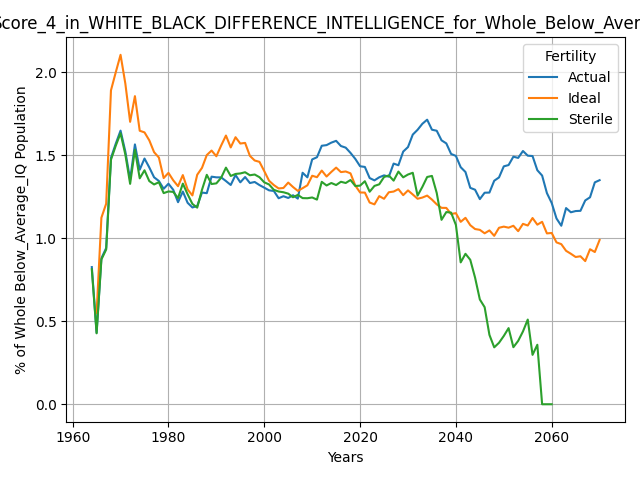 Score_4_in_WHITE_BLACK_DIFFERENCE_INTELLIGENCE_for_Whole_Below_Aver
Fertility
Actual
Ideal
Sterile
% of Whole Below_Average_IQ Population
2.0
1.5
1.0
0.5
0.0
1960 1980 2000 2020 2040 2060
Years